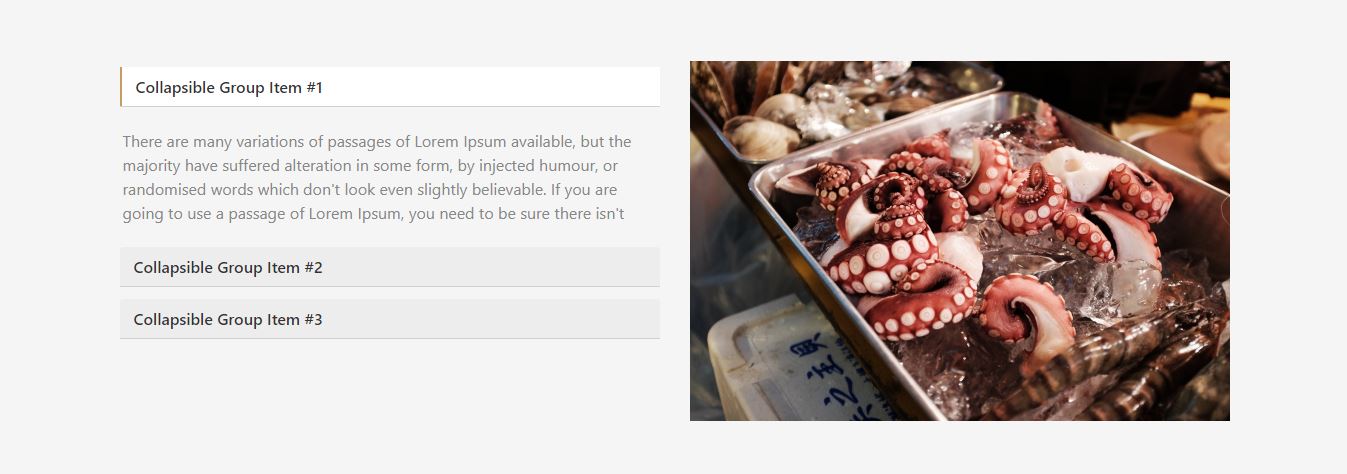 Collapsible Group Item #1
There are many variations of passages of Lorem Ipsum available, but the
majority have suffered alteration in some form, by injected humour, or
randomised words which don't look even slightly believable. If you are
going to use a passage of Lorem Ipsum, you need to be sure there isn't
Collapsible Group Item #2
Collapsible Group Item #3